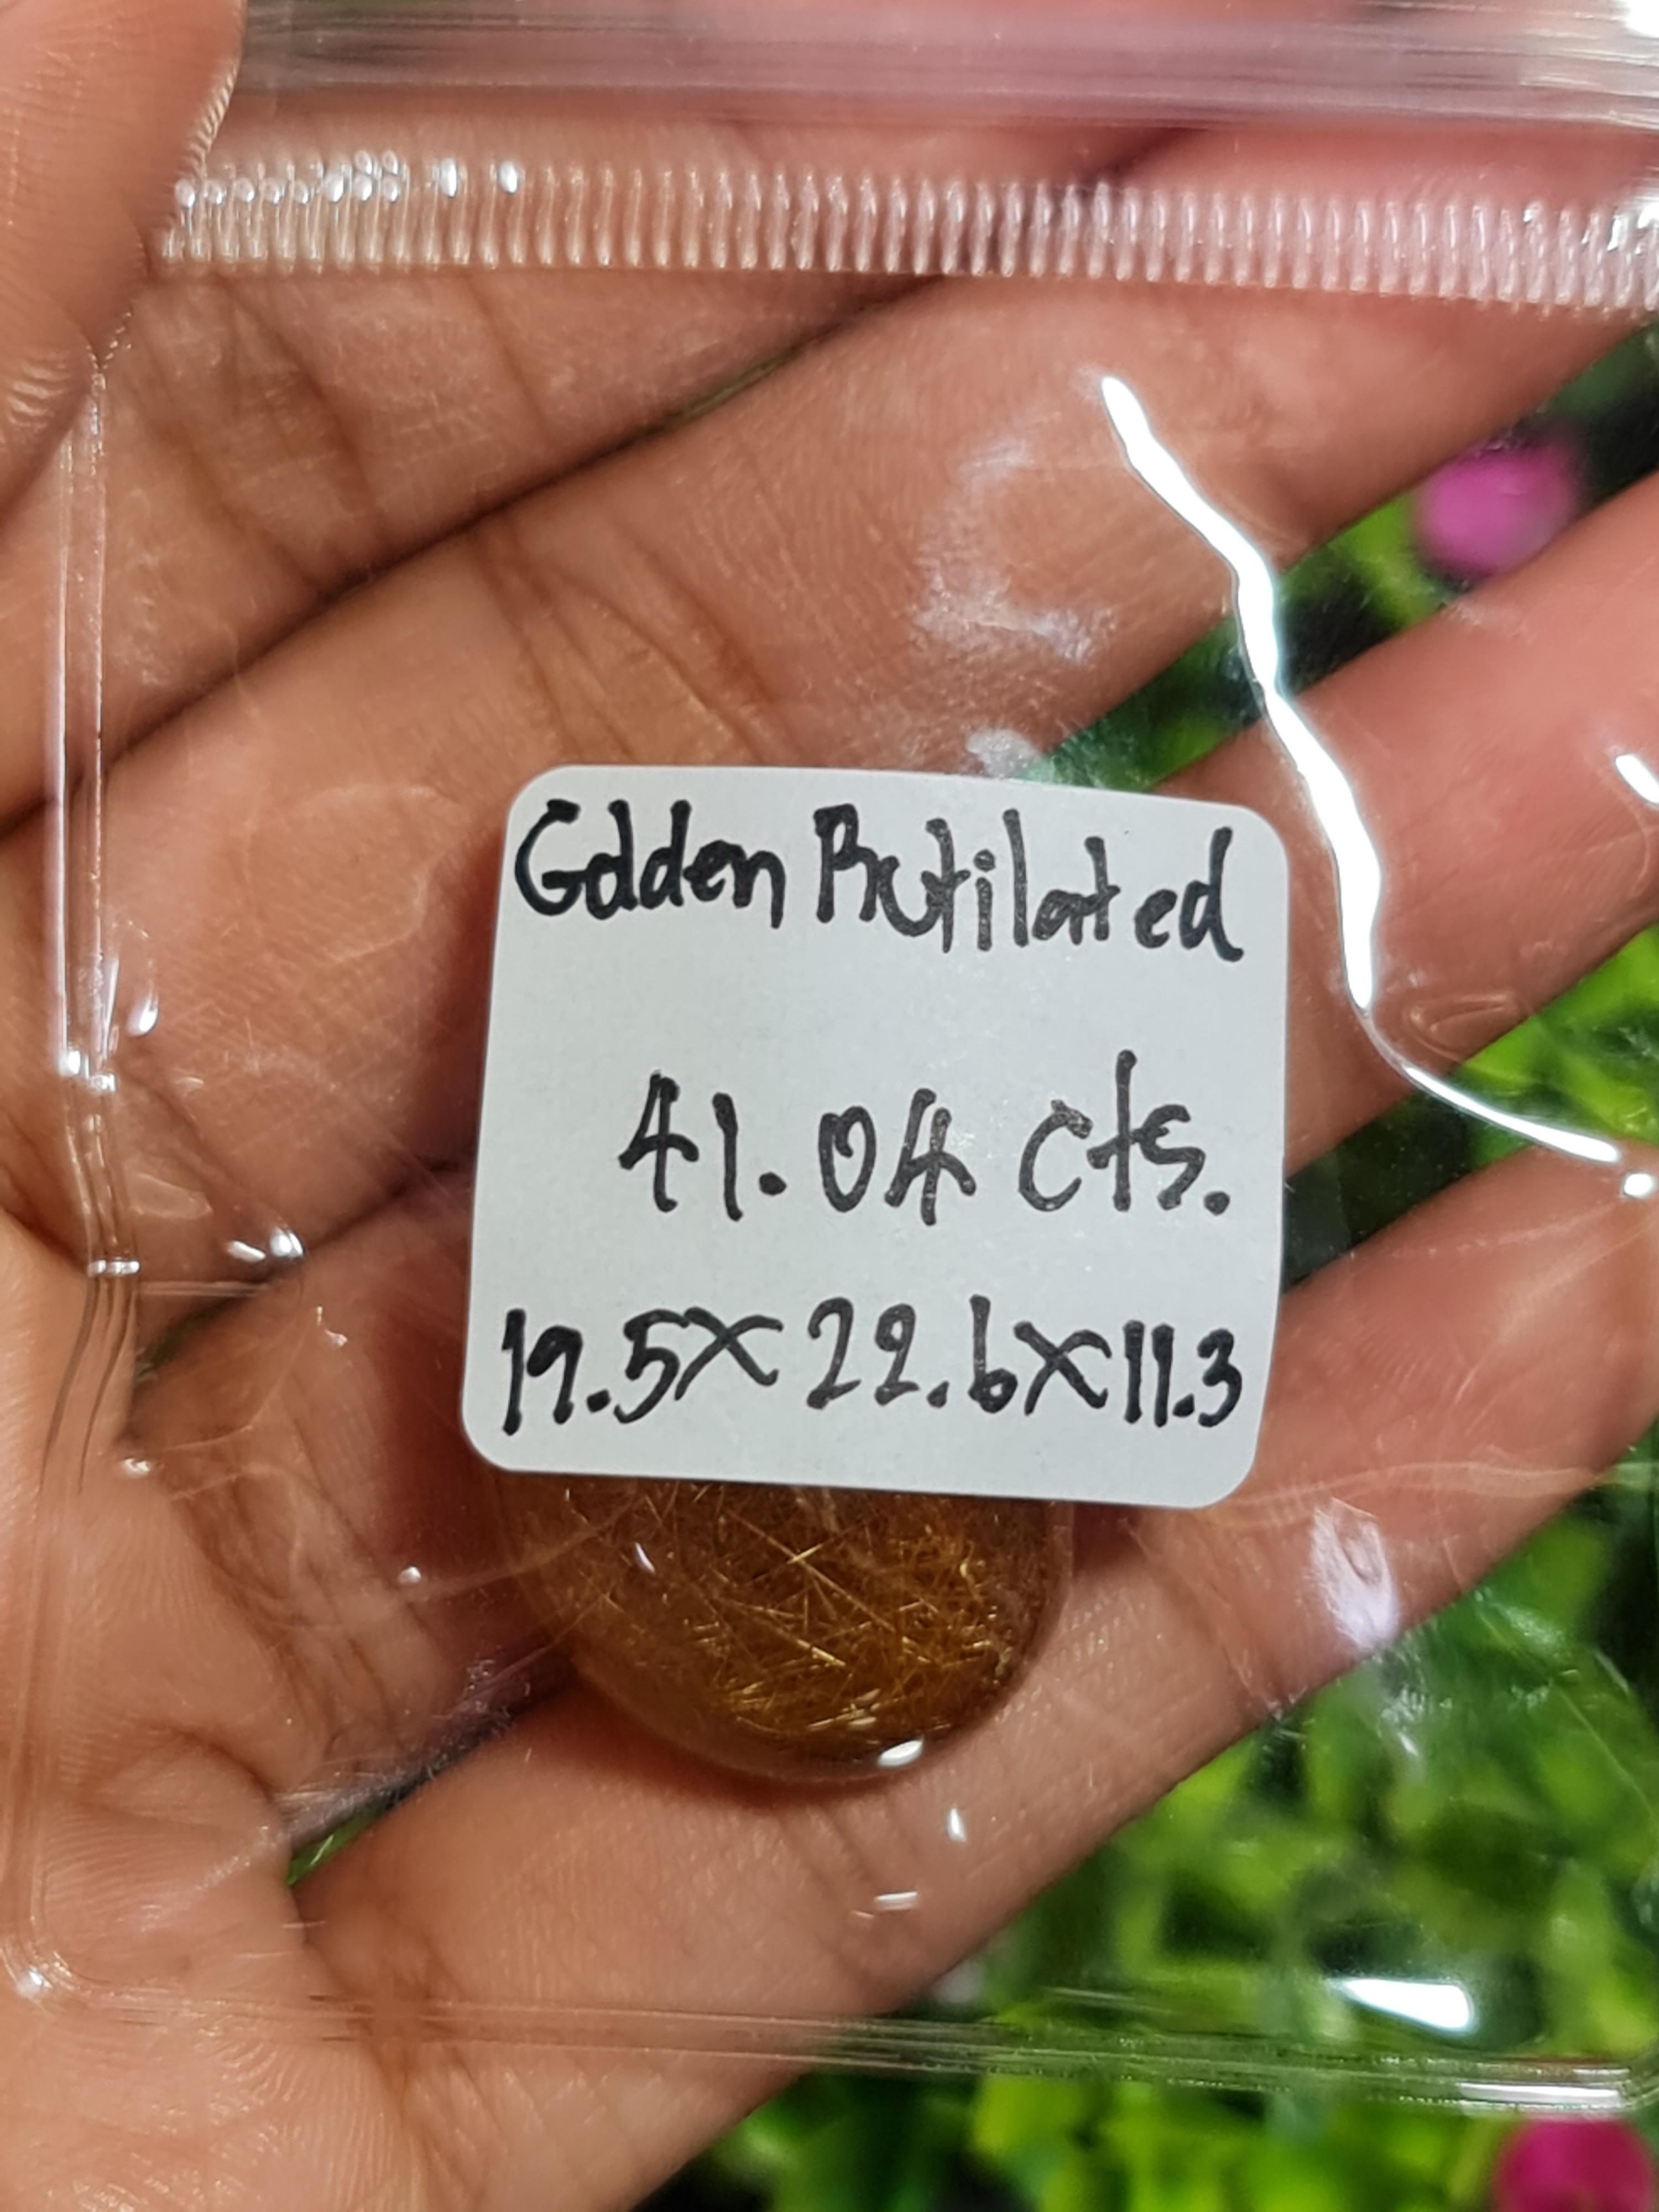 Golden Rutilated
41.04 cts.
19.5X22.6X11.3